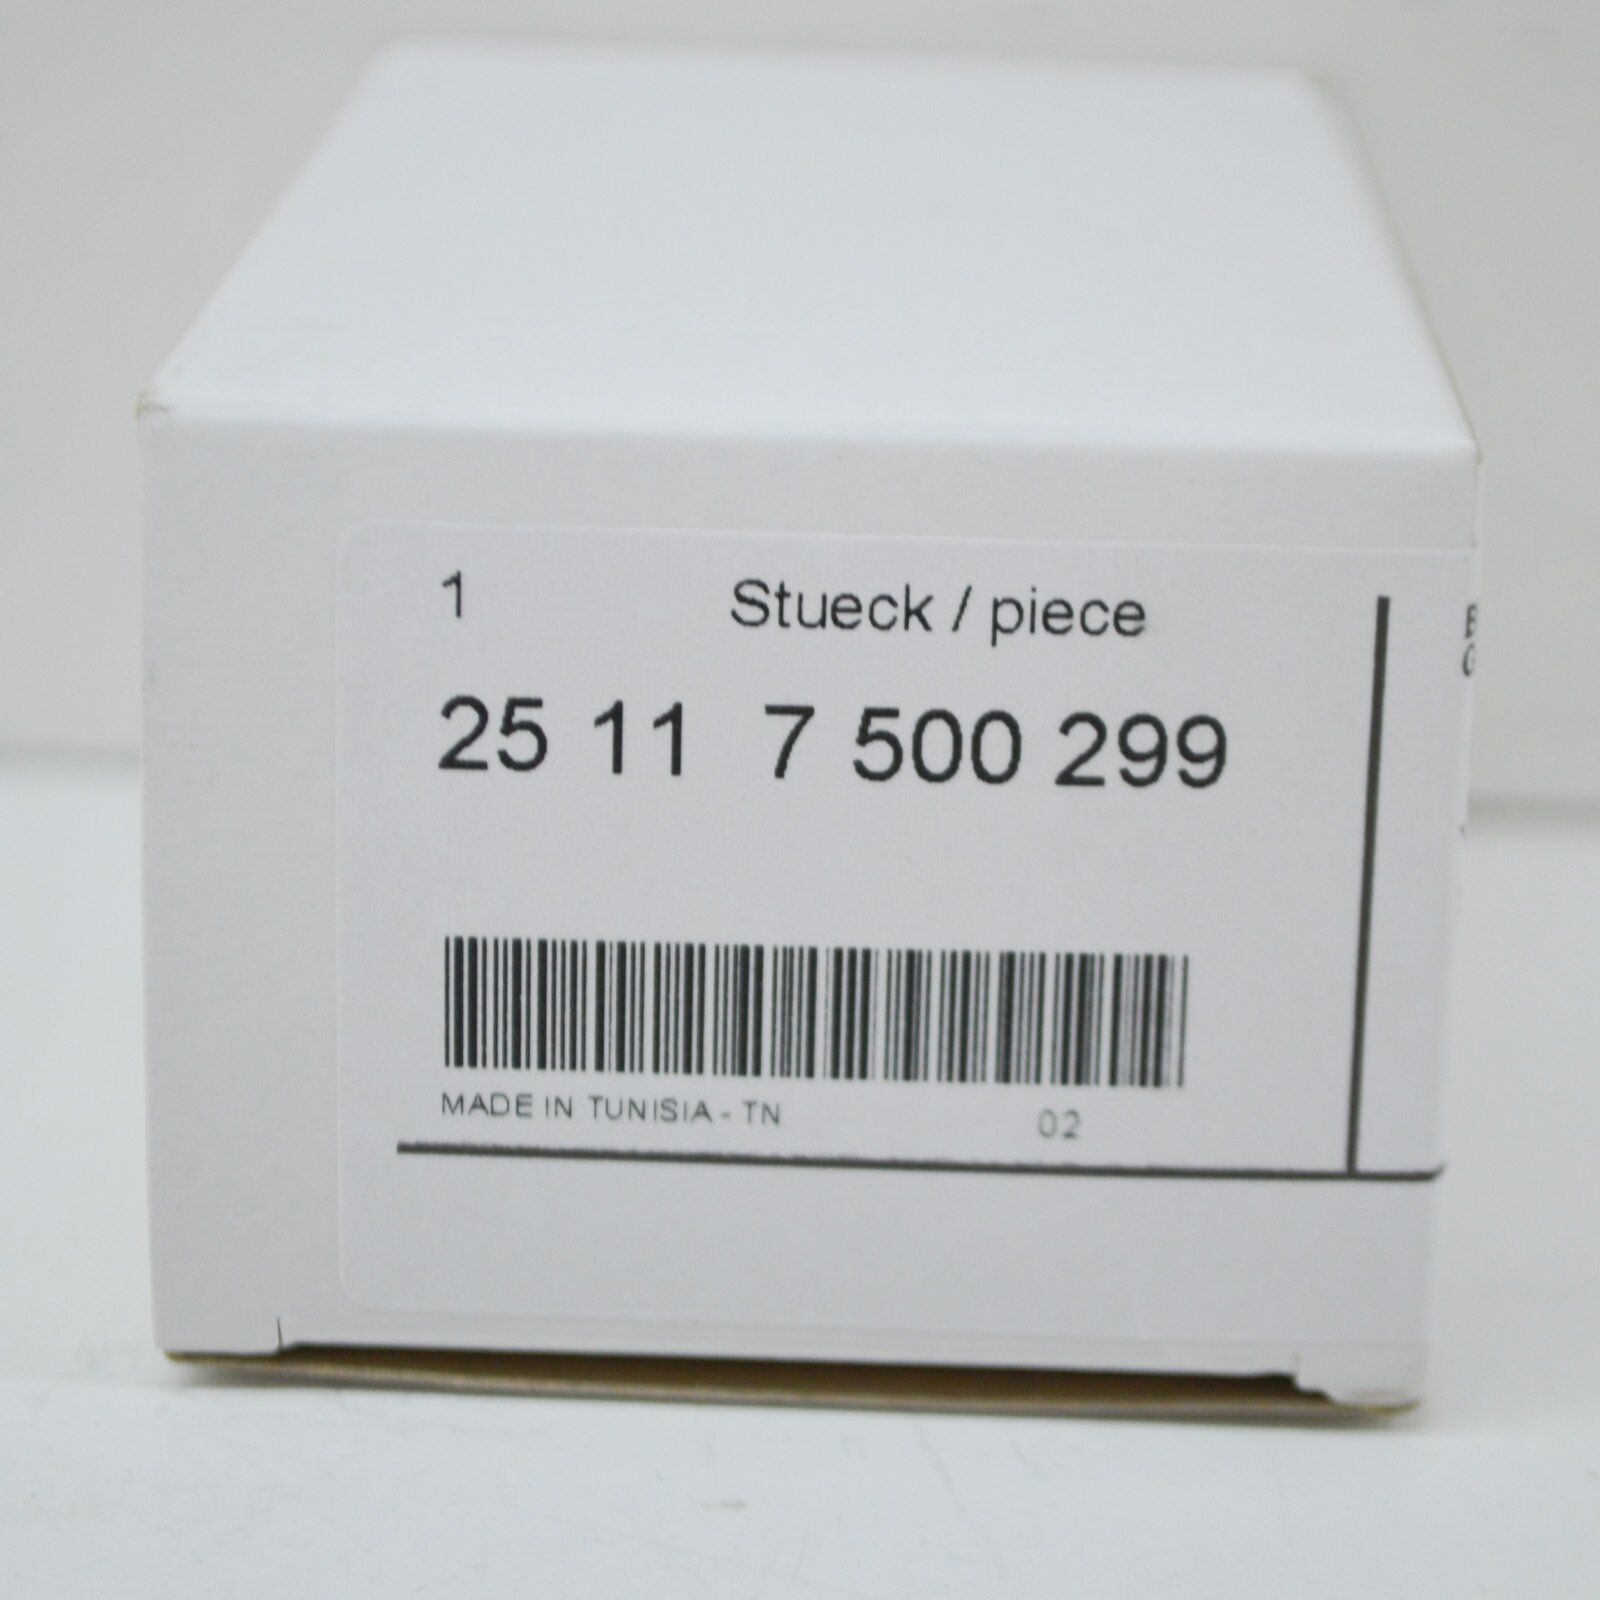 1 Stueck / piece
25 11 7 500 299
MADE IN TUNISIA - TN 02